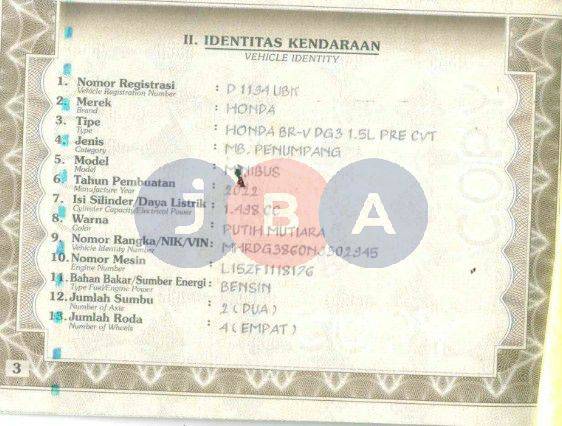 II. IDENTITAS KENDARAAN
VEHICLE IDENTITY
1. Nomor Registrasi : D 1134 UBK
Vehicle Registration Number
2. Merek : HONDA
Brand
3. Tipe : HONDA BR-V DG3 1.5L PRE CVT
Type
4. Jenis : MB. PENUMPANG
Category
5. Model : MINIBUS
Model
6. Tahun Pembuatan : 2022
Manufacture Year
7. Isi Silinder/Daya Listrik : 1.498 CC
Cylinder Capacity/Electrical Power
8. Warna : PUTIH MUTIARA
Color
9. Nomor Rangka/NIK/VIN :
Vehicle Identity Number
10. Nomor Mesin : L15ZF1118176
Engine Number
11. Bahan Bakar/Sumber Energi : BENSIN
Type Fuel/Engine Power
12. Jumlah Sumbu : 2 (DUA)
Number of Axle
13. Jumlah Roda : 4 (EMPAT)
Number of Wheels
jBA
3